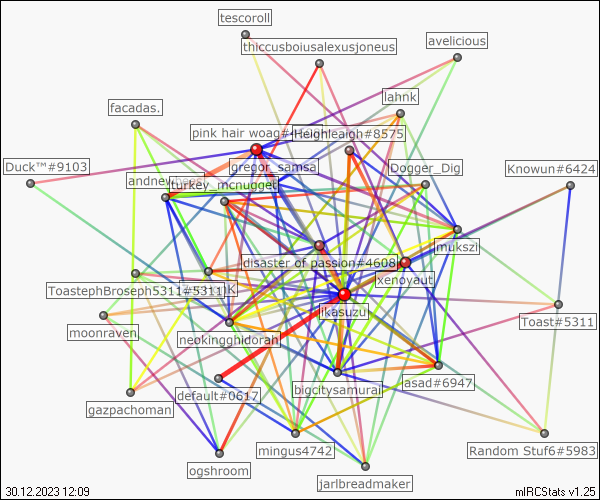 tescoroll
thiccusboiusalexusjoneus
avelicious
lahnk
facadas.
pink hair woag#4
Heighleaigh#8575
Duck™#9103
gregor_samsa
Dogger_Dig
Knowun#6424
andrew
turkey_mcnugget
mukszi
disaster of passion#4608
xenoyaut
ToastephBroseph5311#5311
K
ikasuzu
Toast#5311
moonraven
neokingghidorah
default#0617
bigcitysamurai
asad#6947
gazpachoman
mingus4742
Random Stuf6#5983
ogshroom
jarlbreadmaker
30.12.2023 12:09
mIRCStats v1.25